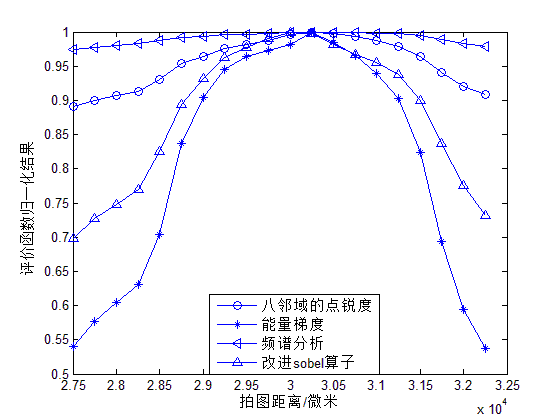 评价函数归一化结果
1
0.95
0.9
0.85
0.8
0.75
0.7
0.65
0.6
0.55
0.5
八邻域的点锐度
能量梯度
频谱分析
改进sobel算子
2.75 2.8 2.85 2.9 2.95 3 3.05 3.1 3.15 3.2 3.25
拍图距离/微米
x 10^4